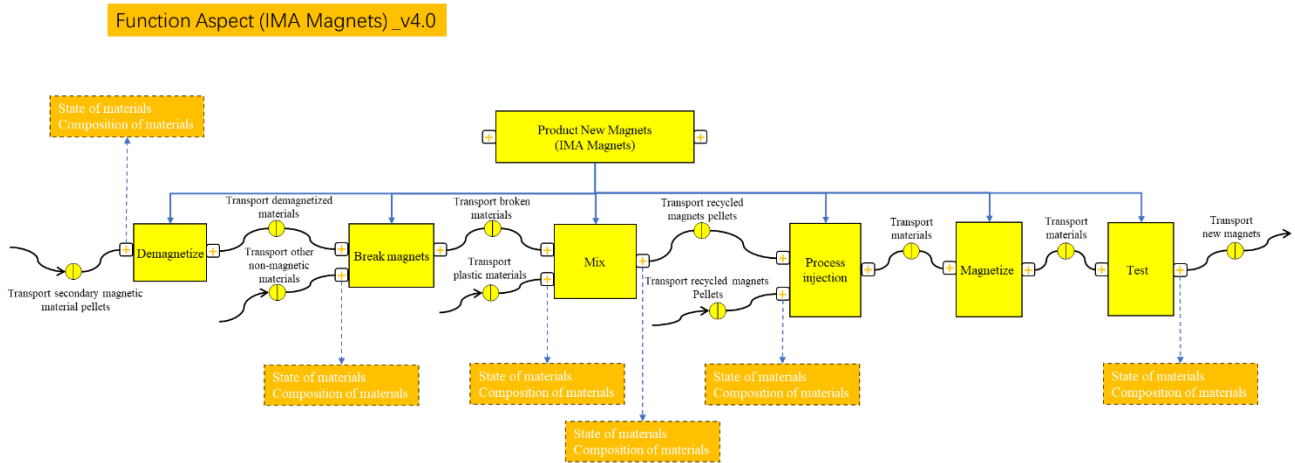 Function Aspect (IMA Magnets) _v4.0
State of materials
Composition of materials
Product New Magnets
(IMA Magnets)
Transport demagnetized
materials
Transport broken
materials
Transport recycled
magnets pellets
Transport
materials
Transport
materials
Transport
new magnets
Demagnetize
Break magnets
Mix
Process
injection
Magnetize
Test
Transport other
non-magnetic
materials
Transport
plastic materials
Transport recycled magnets
Pellets
Transport secondary magnetic
material pellets
State of materials
Composition of materials
State of materials
Composition of materials
State of materials
Composition of materials
State of materials
Composition of materials
State of materials
Composition of materials